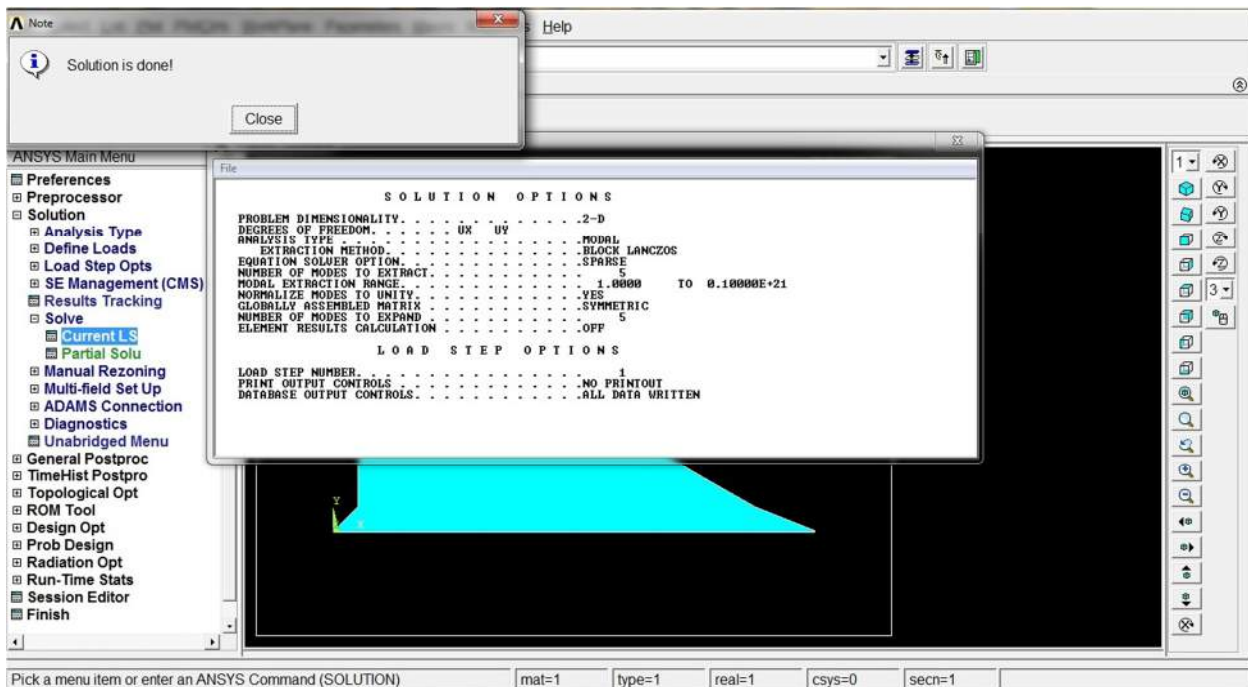 Note
Help
Solution is done!
Close
ANSYS Main Menu
Preferences
Preprocessor
Solution
Analysis Type
Define Loads
Load Step Opts
SE Management (CMS)
Results Tracking
Solve
Current LS
Partial Solu
Manual Rezoning
Multi-field Set Up
ADAMS Connection
Diagnostics
Unabridged Menu
General Postproc
TimeHist Postpro
Topological Opt
ROM Tool
Design Opt
Prob Design
Radiation Opt
Run-Time Stats
Session Editor
Finish
File
S O L U T I O N   O P T I O N S
PROBLEM DIMENSIONALITY. . . . . . . . . . . . .2-D
DEGREES OF FREEDOM. . . . . . UX   UY
ANALYSIS TYPE . . . . . . . . . . . . . . . . .MODAL
EXTRACTION METHOD. . . . . . . . . . . . . .BLOCK LANCZOS
EQUATION SOLVER OPTION. . . . . . . . . . . . .SPARSE
NUMBER OF MODES TO EXTRACT. . . . . . . . . . .    5
MODAL EXTRACTION RANGE. . . . . . . . . . . . .  1.0000     TO  0.10000E+21
NORMALIZE MODES TO UNITY. . . . . . . . . . . .YES
GLOBALLY ASSEMBLED MATRIX . . . . . . . . . . .SYMMETRIC
NUMBER OF MODES TO EXPAND . . . . . . . . . . .    5
ELEMENT RESULTS CALCULATION . . . . . . . . . .OFF
L O A D   S T E P   O P T I O N S
LOAD STEP NUMBER. . . . . . . . . . . . . . . .    1
PRINT OUTPUT CONTROLS . . . . . . . . . . . . .NO PRINTOUT
DATABASE OUTPUT CONTROLS. . . . . . . . . . . .ALL DATA WRITTEN
Y
X
1
3
Pick a menu item or enter an ANSYS Command (SOLUTION)
mat=1
type=1
real=1
csys=0
secn=1